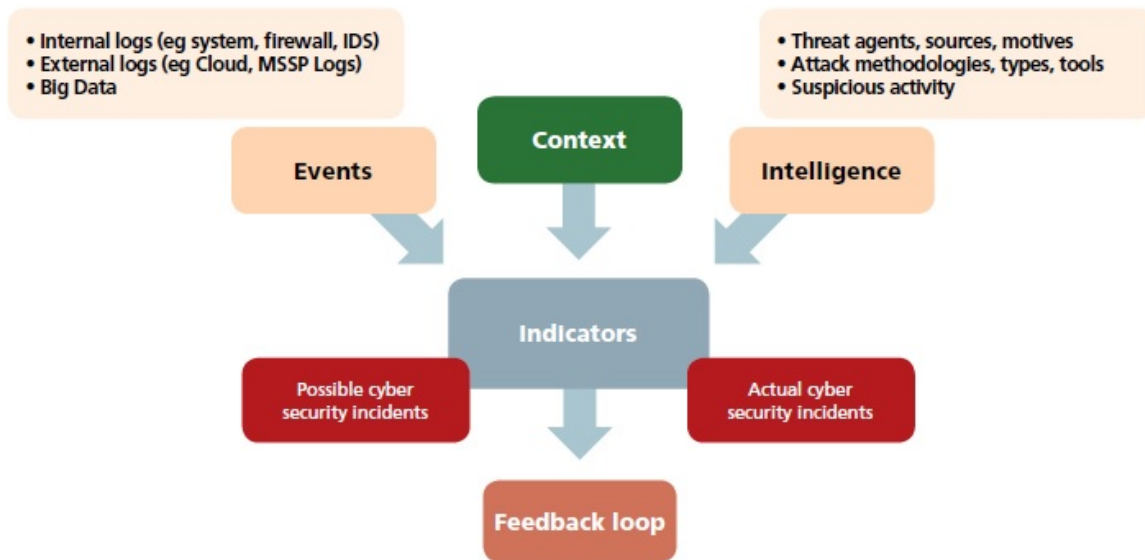 • Internal logs (eg system, firewall, IDS)
• External logs (eg Cloud, MSSP Logs)
• Big Data
• Threat agents, sources, motives
• Attack methodologies, types, tools
• Suspicious activity
Context
Events
Intelligence
Indicators
Possible cyber
security incidents
Actual cyber
security incidents
Feedback loop